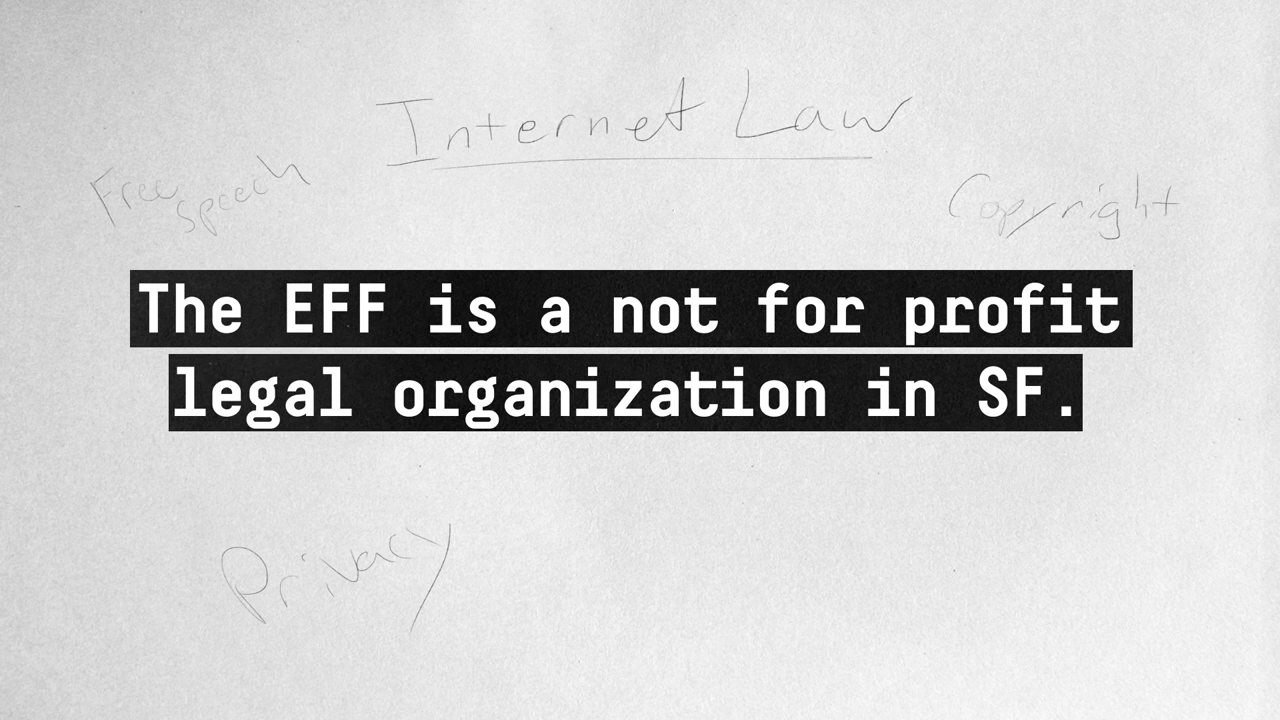 Internet Law
Free
speech
Copyright
The EFF is a not for profit
legal organization in SF.
Privacy